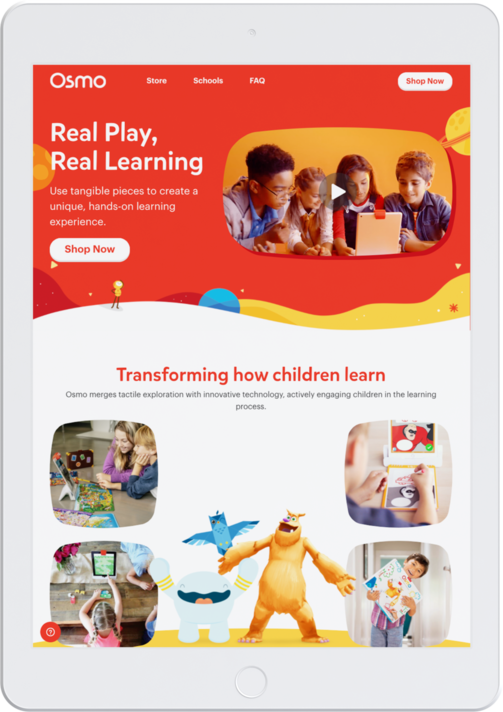 Osmo
Store
Schools
FAQ
Shop Now
Real Play,
Real Learning
Use tangible pieces to create a
unique, hands-on learning
experience.
Shop Now
Transforming how children learn
Osmo merges tactile exploration with innovative technology, actively engaging children in the learning
process.